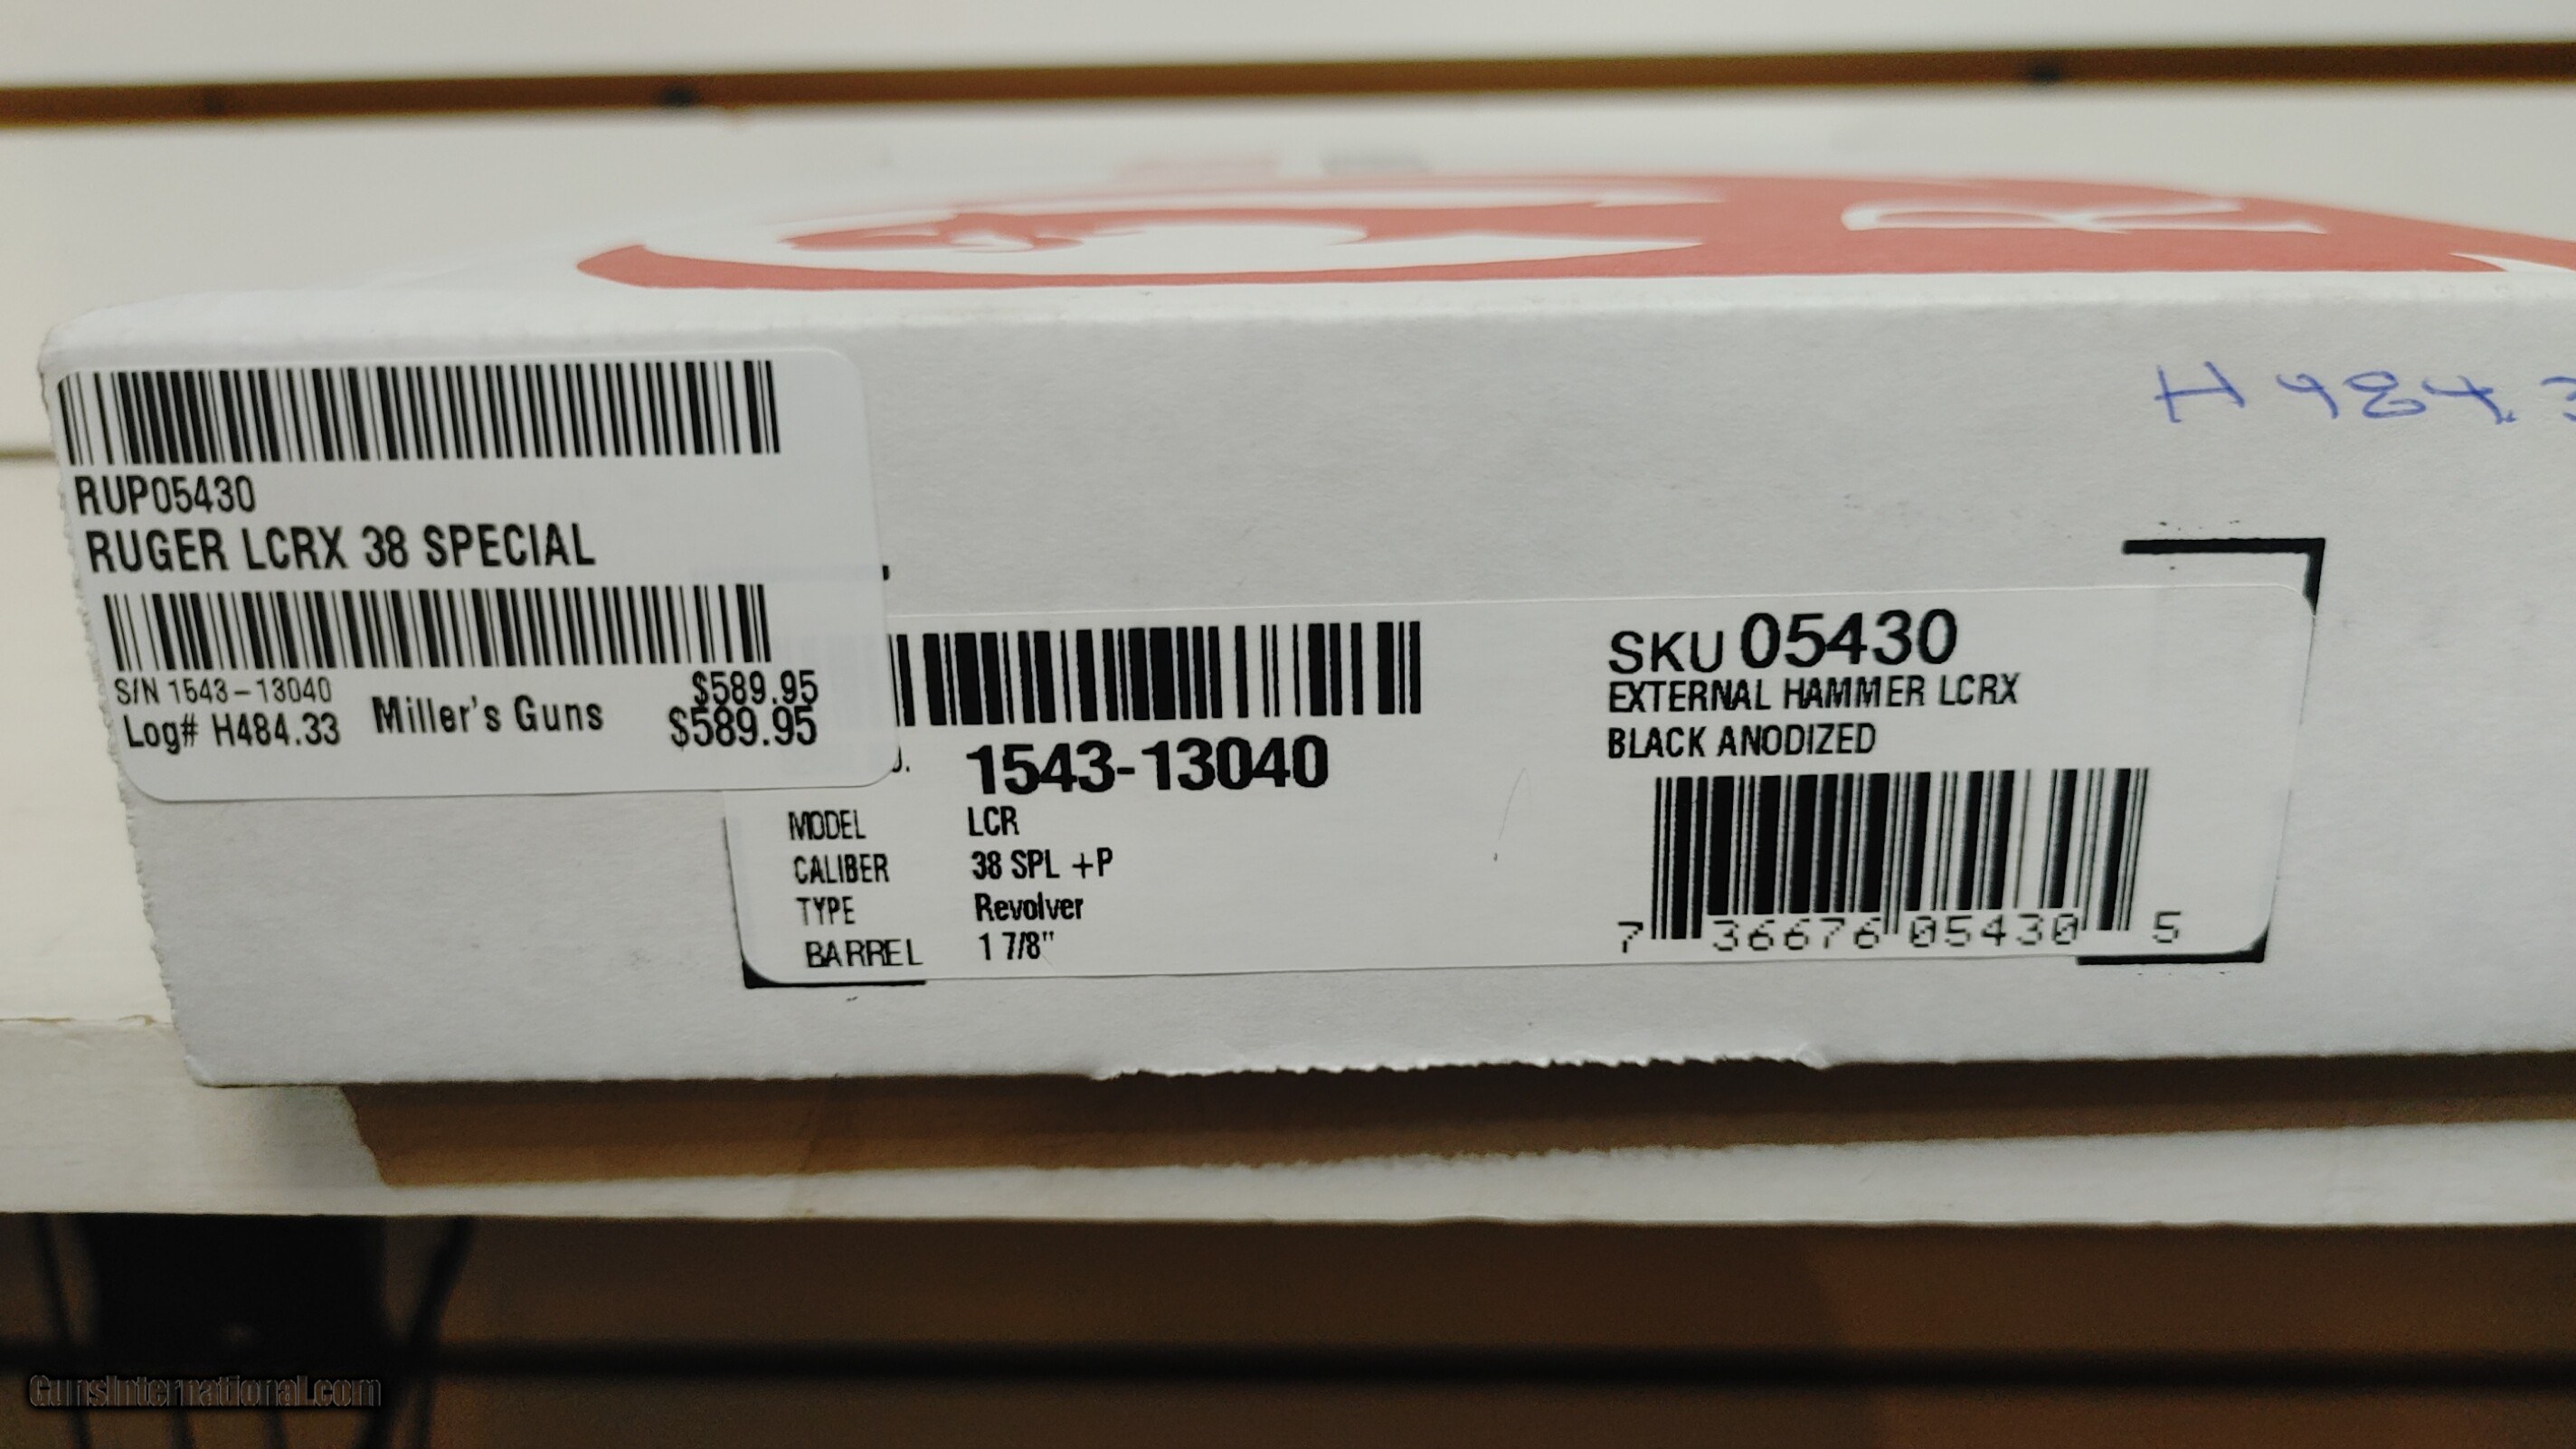 H 484.3
RUP05430
RUGER LCRX 38 SPECIAL
S/N 1543-13040
$589.95
Log# H484.33
Miller's Guns
$589.95
1543-13040
MODEL LCR
CALIBER 38 SPL +P
TYPE Revolver
BARREL 1 7/8"
SKU 05430
EXTERNAL HAMMER LCRX
BLACK ANODIZED
7 36676 05430 5
GunsInternational.com